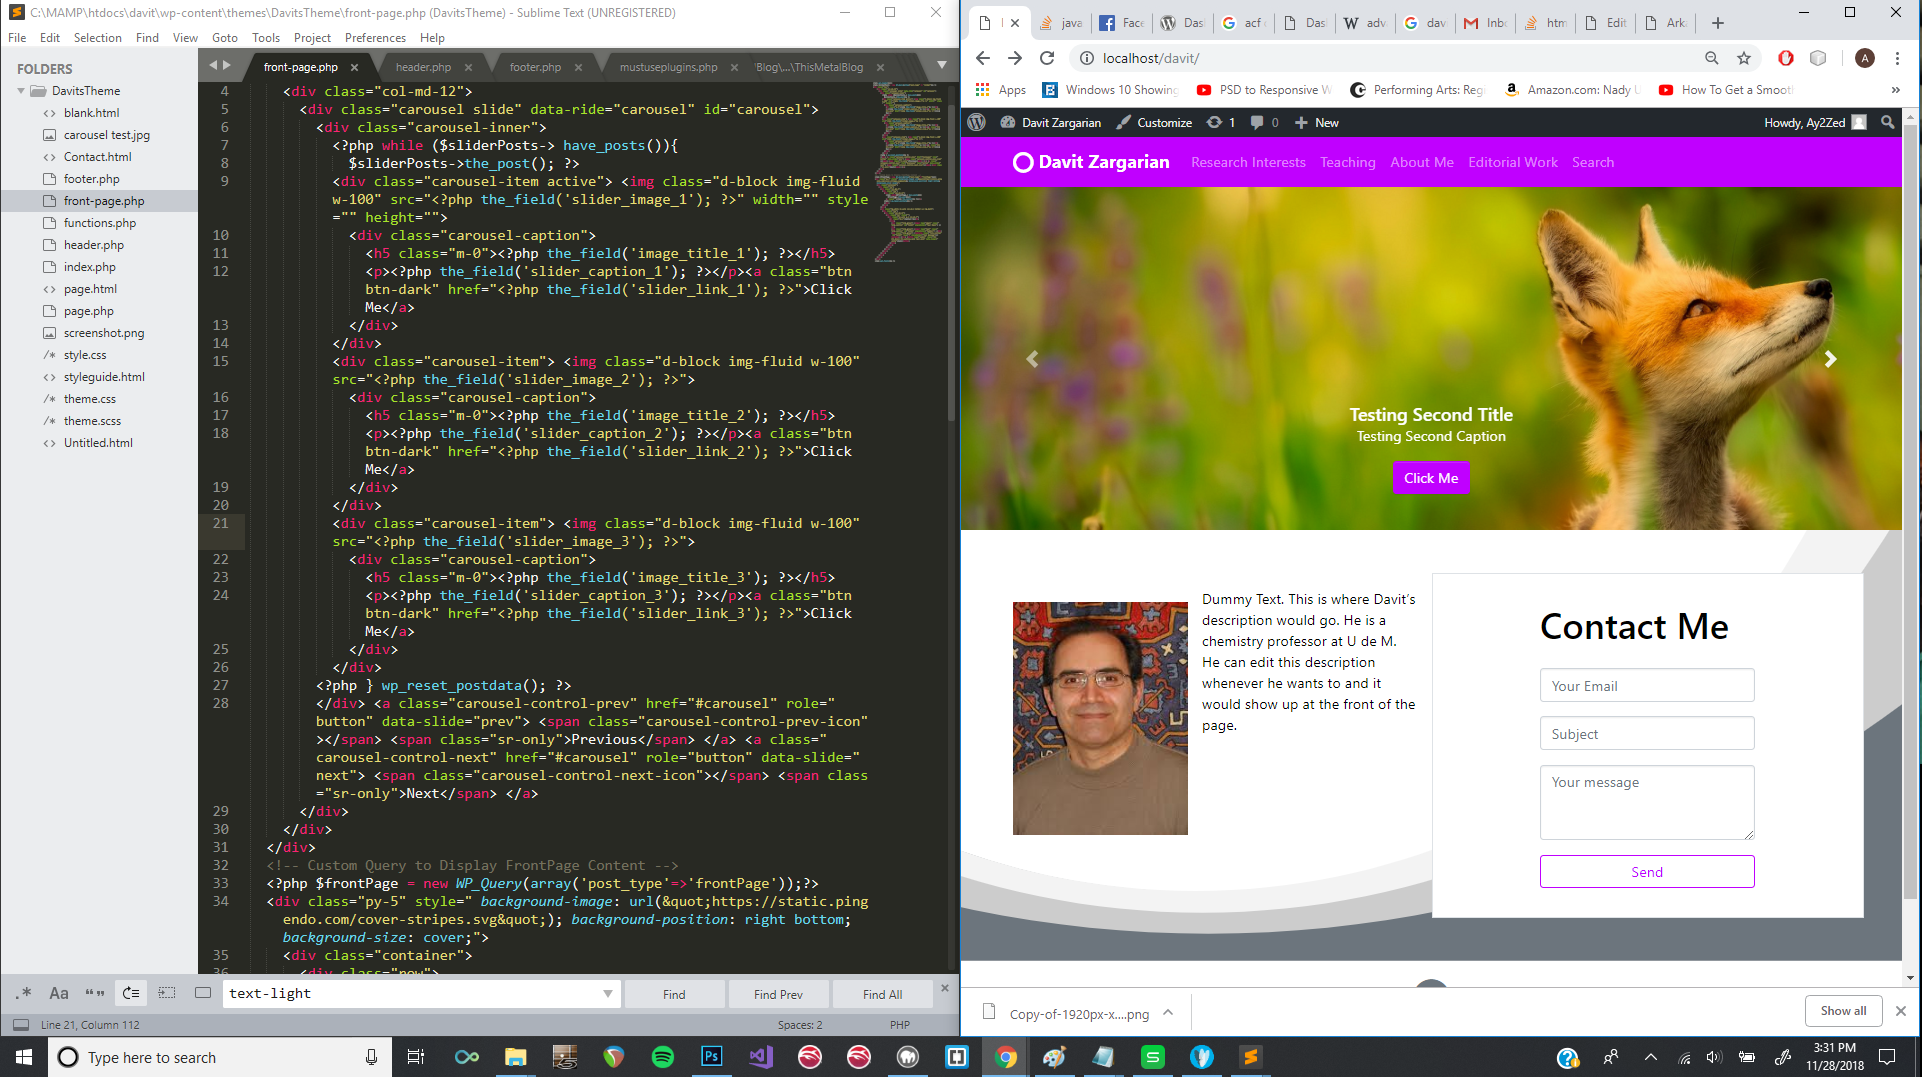 C:\MAMP\htdocs\davit\wp-content\themes\DavitsTheme\front-page.php (DavitsTheme) - Sublime Text (UNREGISTERED)
File Edit Selection Find View Goto Tools Project Preferences Help
FOLDERS
DavitsTheme
<> blank.html
carousel test.jpg
<> Contact.html
footer.php
front-page.php
functions.php
header.php
index.php
<> page.html
page.php
screenshot.png
/* style.css
<> styleguide.html
/* theme.css
/* theme.scss
<> Untitled.html
front-page.php × header.php × footer.php × mustuseplugins.php × \Blog\...\ThisMetalBlog ×
4 <div class="col-md-12">
5 <div class="carousel slide" data-ride="carousel" id="carousel">
6 <div class="carousel-inner">
7 <?php while ($sliderPosts-> have_posts()){
8 $sliderPosts->the_post(); ?>
9 <div class="carousel-item active"> <img class="d-block img-fluid
w-100" src="<?php the_field('slider_image_1'); ?>" width="" style
="" height="">
10 <div class="carousel-caption">
11 <h5 class="m-0"><?php the_field('image_title_1'); ?></h5>
12 <p><?php the_field('slider_caption_1'); ?></p><a class="btn
btn-dark" href="<?php the_field('slider_link_1'); ?>">Click
Me</a>
13 </div>
14 </div>
15 <div class="carousel-item"> <img class="d-block img-fluid w-100"
src="<?php the_field('slider_image_2'); ?>">
16 <div class="carousel-caption">
17 <h5 class="m-0"><?php the_field('image_title_2'); ?></h5>
18 <p><?php the_field('slider_caption_2'); ?></p><a class="btn
btn-dark" href="<?php the_field('slider_link_2'); ?>">Click
Me</a>
19 </div>
20 </div>
21 <div class="carousel-item"> <img class="d-block img-fluid w-100"
src="<?php the_field('slider_image_3'); ?>">
22 <div class="carousel-caption">
23 <h5 class="m-0"><?php the_field('image_title_3'); ?></h5>
24 <p><?php the_field('slider_caption_3'); ?></p><a class="btn
btn-dark" href="<?php the_field('slider_link_3'); ?>">Click
Me</a>
25 </div>
26 </div>
27 <?php } wp_reset_postdata(); ?>
28 </div> <a class="carousel-control-prev" href="#carousel" role="
button" data-slide="prev"> <span class="carousel-control-prev-icon"
></span> <span class="sr-only">Previous</span> </a> <a class="
carousel-control-next" href="#carousel" role="button" data-slide="
next"> <span class="carousel-control-next-icon"></span> <span class
="sr-only">Next</span> </a>
29 </div>
30 </div>
31 </div>
32 <!-- Custom Query to Display FrontPage Content -->
33 <?php $frontPage = new WP_Query(array('post_type'=>'frontPage'));?>
34 <div class="py-5" style=" background-image: url(&quot;https://static.ping
endo.com/cover-stripes.svg&quot;); background-position: right bottom;
background-size: cover;">
35 <div class="container">
36 <div class="row">
.* Aa “” text-light Find Find Prev Find All
Line 21, Column 112 Spaces: 2 PHP
java Face Das acf Das adv dav Inb htm Edit Ark
localhost/davit/
A
Apps Windows 10 Showing PSD to Responsive W Performing Arts: Reg Amazon.com: Nady U How To Get a Smoot »
Davit Zargarian Customize 1 0 New Howdy, Ay2Zed
Davit Zargarian Research Interests Teaching About Me Editorial Work Search
Testing Second Title
Testing Second Caption
Click Me
Dummy Text. This is where Davit’s
description would go. He is a
chemistry professor at U de M.
He can edit this description
whenever he wants to and it
would show up at the front of the
page.
Contact Me
Your Email
Subject
Your message
Send
Copy-of-1920px-x....png Show all
Type here to search
3:31 PM
11/28/2018